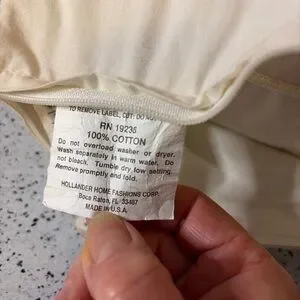 TO REMOVE LABEL, CUT: DO NOT
RN 19236
100% COTTON
Do not overload washer or dryer.
Wash separately in warm water. Do
not bleach. Tumble dry low setting.
Remove promptly and fold.
HOLLANDER HOME FASHIONS CORP.
Boca Raton, FL 33487
MADE IN U.S.A.